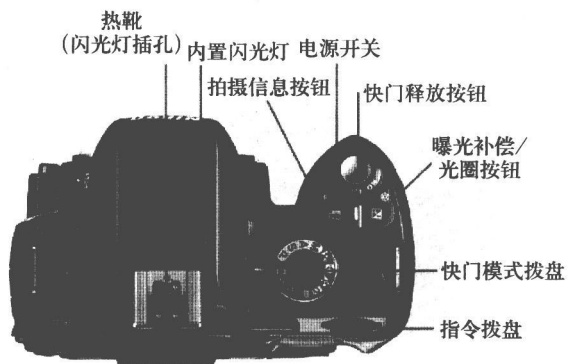 热靴
(闪光灯插孔)
内置闪光灯
电源开关
拍摄信息按钮
快门释放按钮
曝光补偿/
光圈按钮
快门模式拨盘
指令拨盘